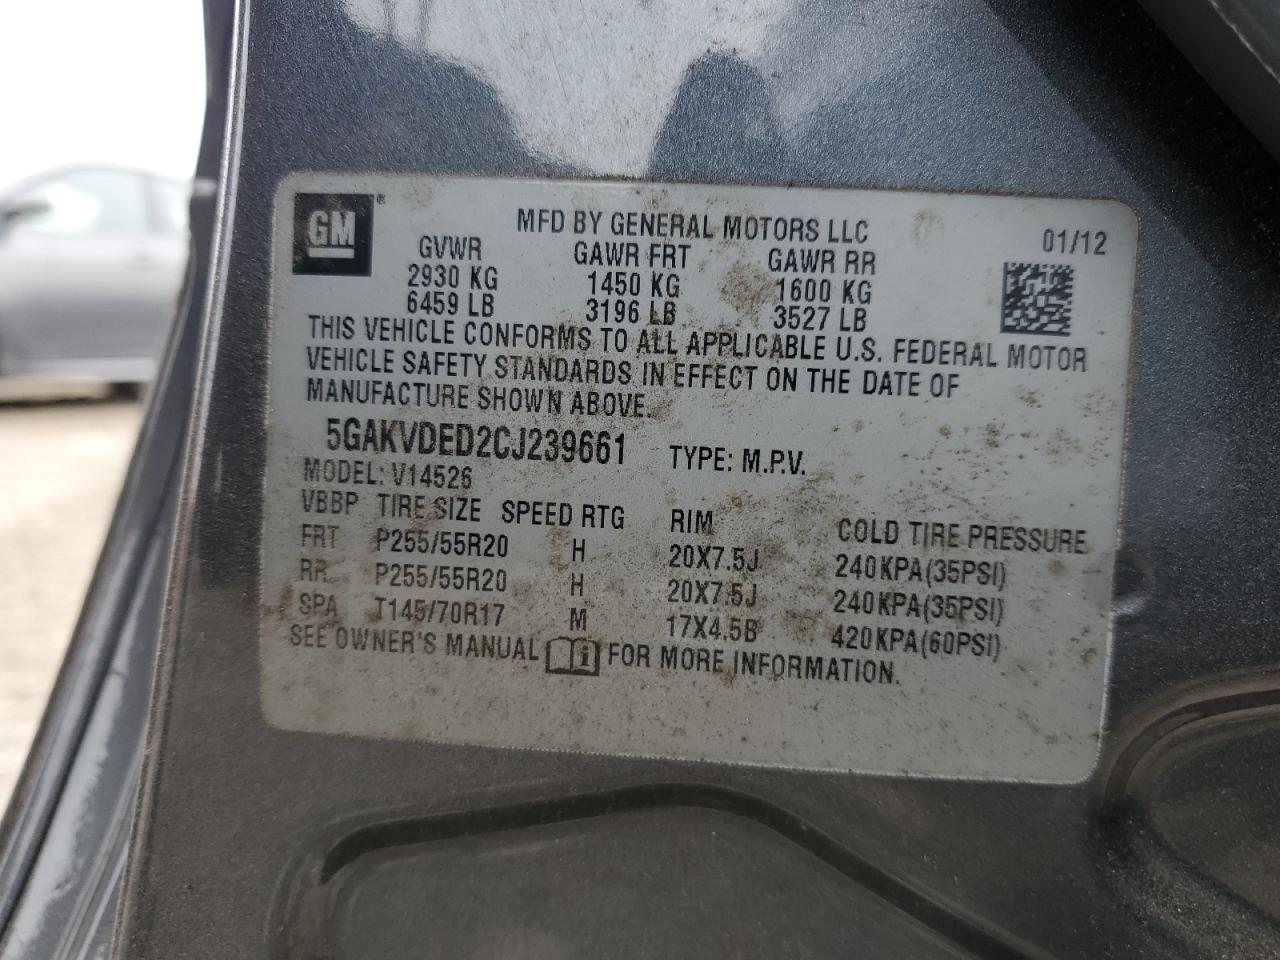 GM®
MFD BY GENERAL MOTORS LLC 01/12
GVWR GAWR FRT GAWR RR
2930 KG 1450 KG 1600 KG
6459 LB 3196 LB 3527 LB
THIS VEHICLE CONFORMS TO ALL APPLICABLE U.S. FEDERAL MOTOR
VEHICLE SAFETY STANDARDS IN EFFECT ON THE DATE OF
MANUFACTURE SHOWN ABOVE.
5GAKVDED2CJ239661 TYPE: M.P.V.
MODEL: V14526
VBBP TIRE SIZE SPEED RTG RIM COLD TIRE PRESSURE
FRT P255/55R20 H 20X7.5J 240KPA(35PSI)
RR P255/55R20 H 20X7.5J 240KPA(35PSI)
SPA T145/70R17 M 17X4.5B 420KPA(60PSI)
SEE OWNER'S MANUAL FOR MORE INFORMATION.